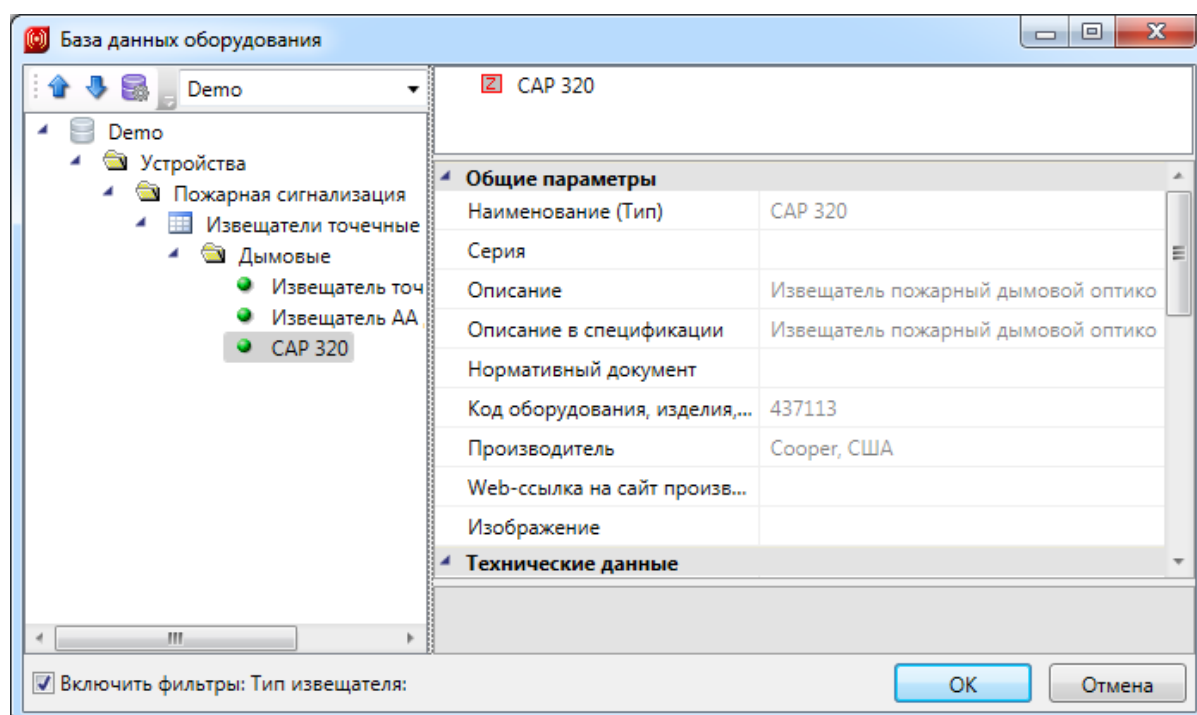 База данных оборудования
Demo
Demo
Устройства
Пожарная сигнализация
Извещатели точечные
Дымовые
Извещатель точ
Извещатель АА
CAP 320
Z CAP 320
Общие параметры
Наименование (Тип) CAP 320
Серия
Описание Извещатель пожарный дымовой оптико
Описание в спецификации Извещатель пожарный дымовой оптико
Нормативный документ
Код оборудования, изделия,... 437113
Производитель Cooper, США
Web-ссылка на сайт произв...
Изображение
Технические данные
Включить фильтры: Тип извещателя:
OK
Отмена